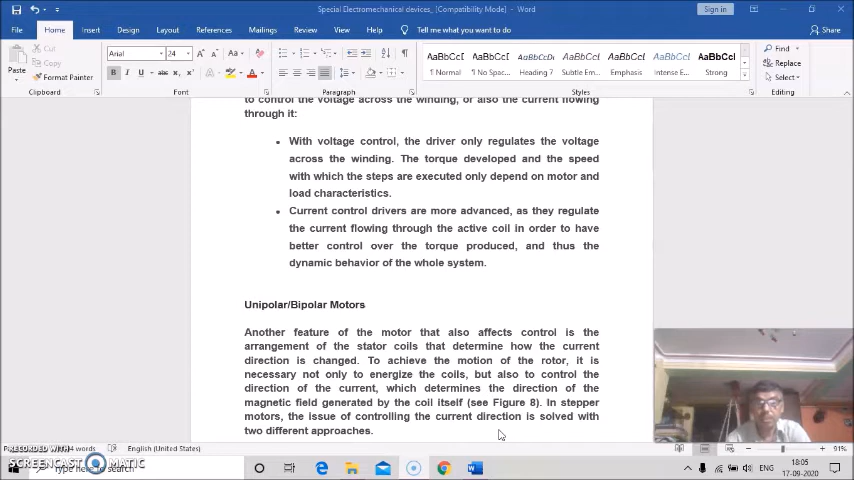 Special Electromechanical devices_ [Compatibility Mode] - Word
Sign in
File Home Insert Design Layout References Mailings Review View Help Tell me what you want to do
Paste
Cut
Copy
Format Painter
Clipboard
Arial 24
Font
Paragraph
AaBbCcI AaBbCcI AaBbCcDc AaBbCcI AaBbCcI AaBbCcI AaBbCcI
¶ Normal ¶ No Spac... Heading 7 Subtle Em... Emphasis Intense E... Strong
Styles
Find
Replace
Select
Editing
to control the voltage across the winding, or also the current flowing
through it:
With voltage control, the driver only regulates the voltage
across the winding. The torque developed and the speed
with which the steps are executed only depend on motor and
load characteristics.
Current control drivers are more advanced, as they regulate
the current flowing through the active coil in order to have
better control over the torque produced, and thus the
dynamic behavior of the whole system.
Unipolar/Bipolar Motors
Another feature of the motor that also affects control is the
arrangement of the stator coils that determine how the current
direction is changed. To achieve the motion of the rotor, it is
necessary not only to energize the coils, but also to control the
direction of the current, which determines the direction of the
magnetic field generated by the coil itself (see Figure 8). In stepper
motors, the issue of controlling the current direction is solved with
two different approaches.
words English (United States)
91%
RECORDED WITH
SCREENCAST MATIC
Type here to search
ENG
18:05
17-09-2020